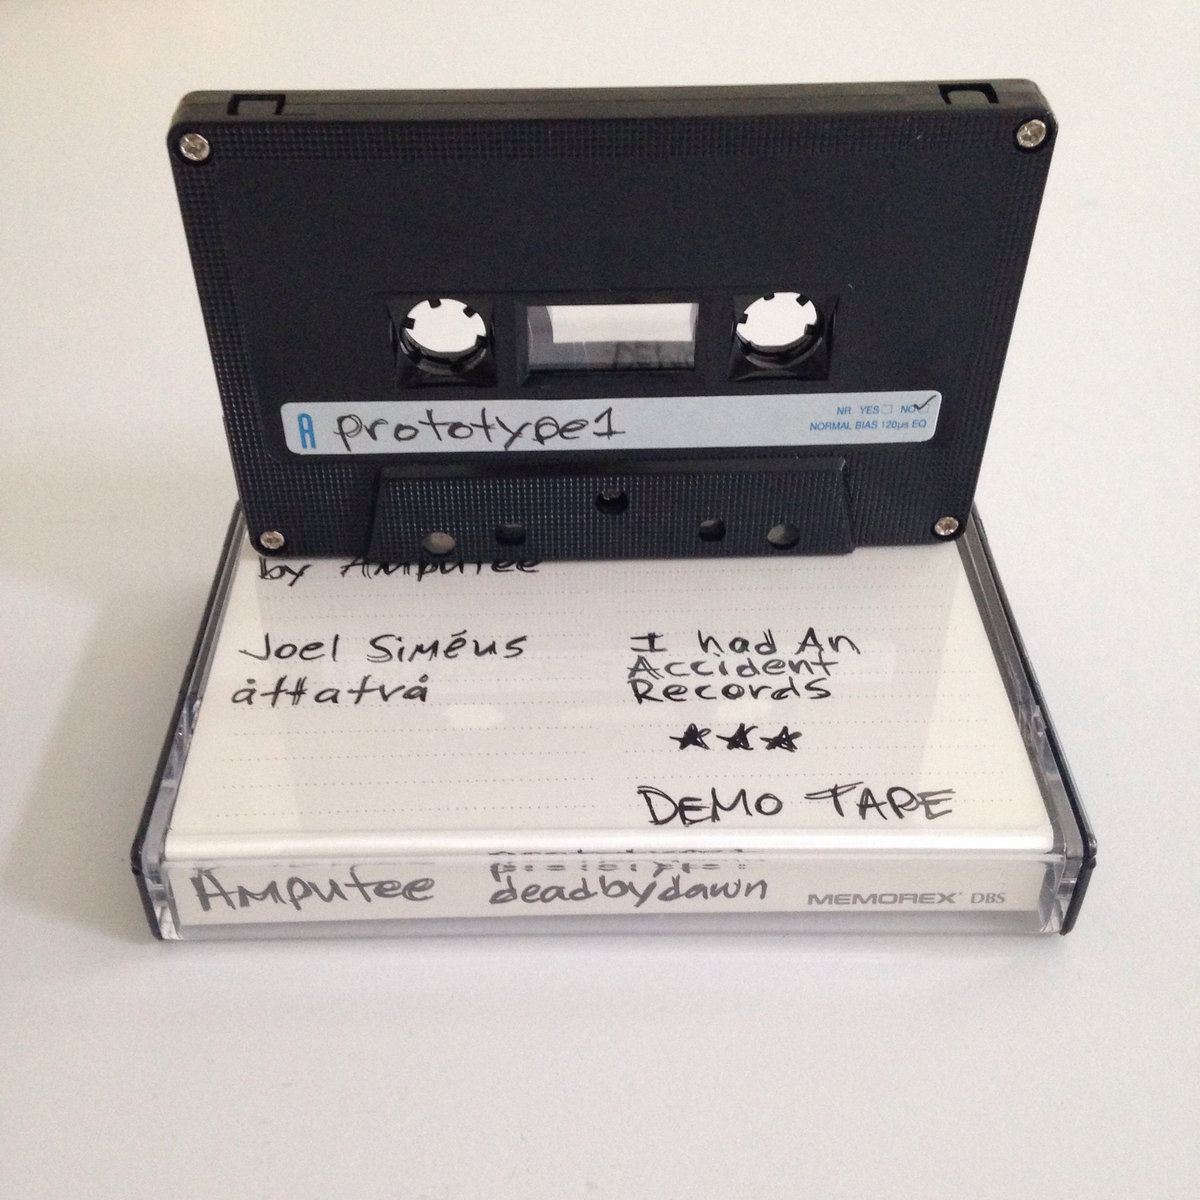 A prototype1
NR YES NO
NORMAL BIAS 120µs EQ
by Amputee
Joel Siméus
åttatvå
I had An
Accident
Records
★★★
DEMO TAPE
Amputee
deadbydawn
MEMOREX DBS